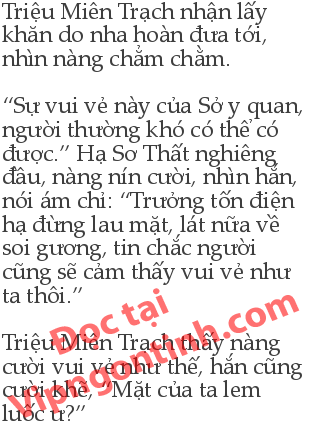 Triệu Miên Trạch nhận lấy
khăn do nha hoàn đưa tới,
nhìn nàng chằm chằm.
“Sự vui vẻ này của Sở y quan,
người thường khó có thể có
được.” Hạ Sơ Thất nghiêng
đầu, nàng nín cười, nhìn hắn,
nói ám chỉ: “Trưởng tốn điện
hạ đừng lau mặt, lát nữa về
soi gương, tin chắc người
cũng sẽ cảm thấy vui vẻ như
ta thôi.”
Triệu Miên Trạch thấy nàng
cười vui vẻ như thế, hắn cũng
cười khẽ, “Mặt của ta lem
luốc ư?”
Đọc tại
Vipngontinh.com